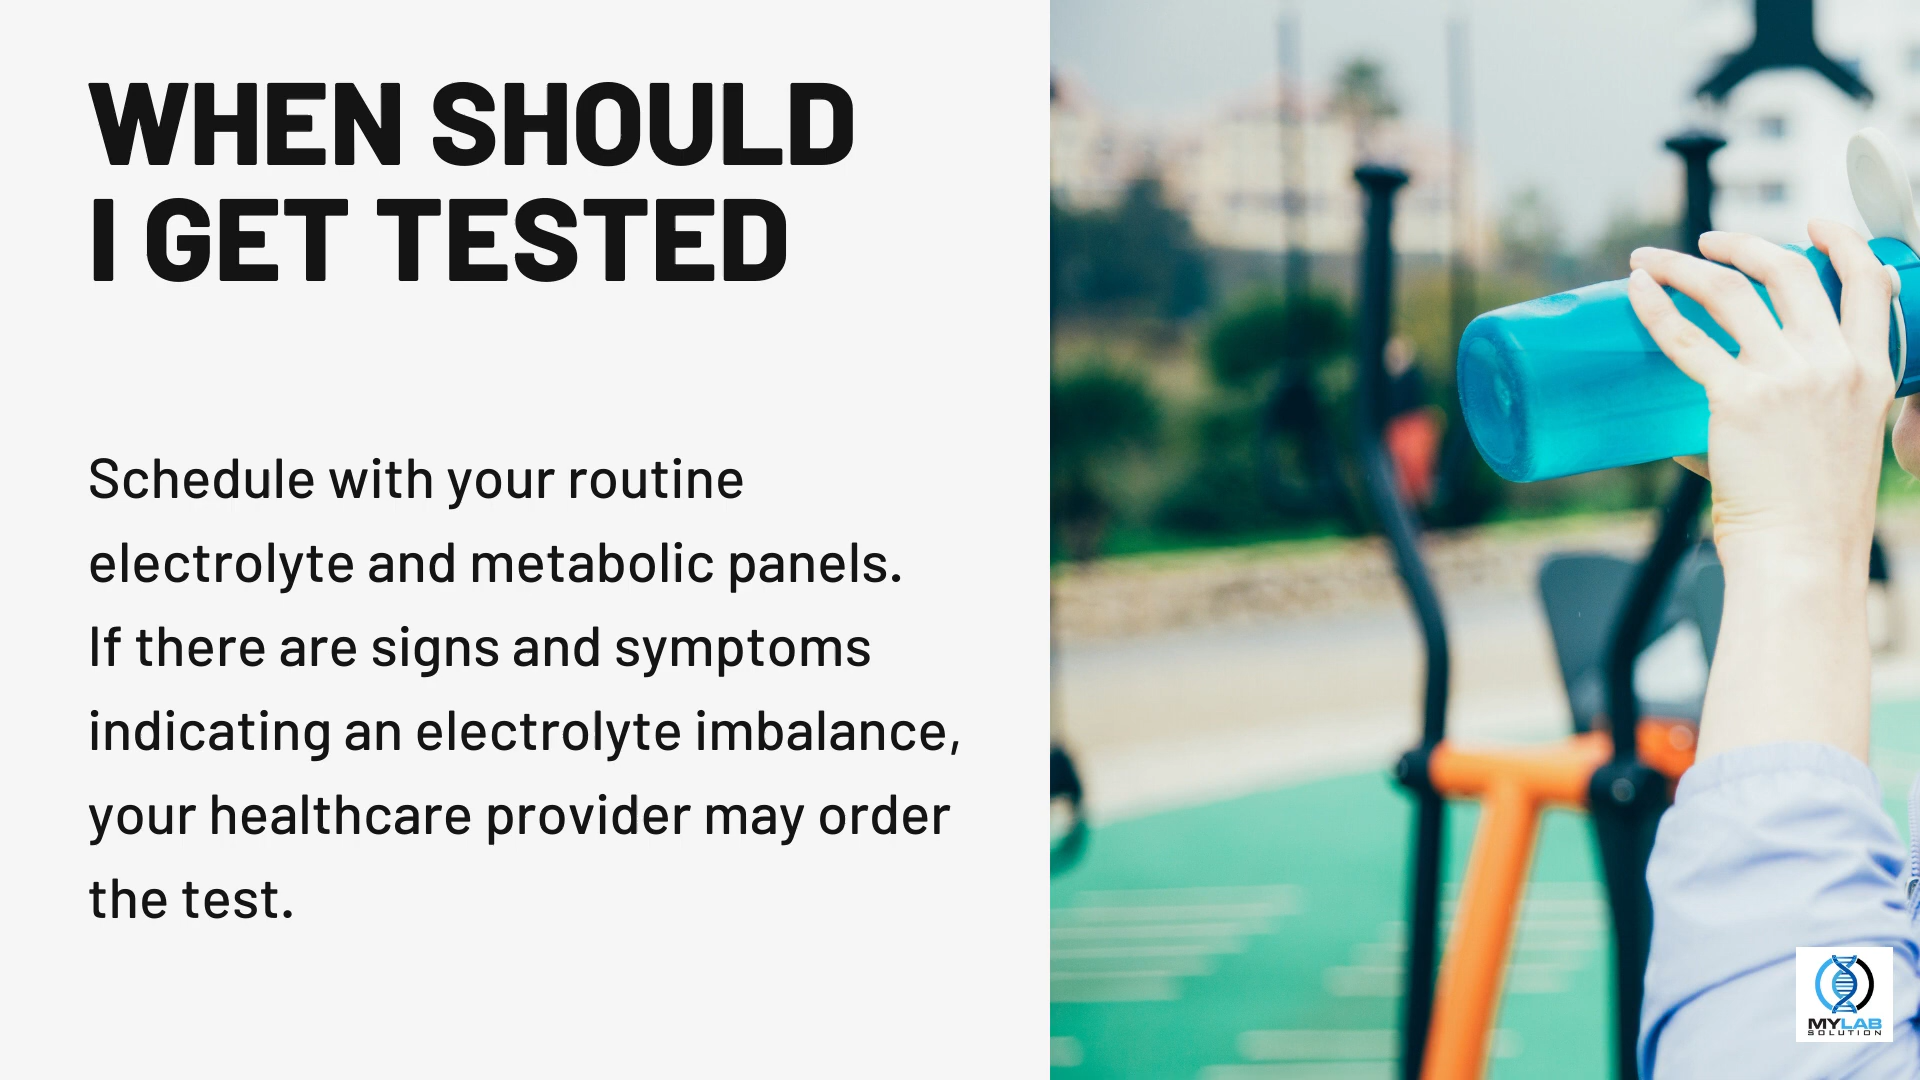 WHEN SHOULD
I GET TESTED
Schedule with your routine
electrolyte and metabolic panels.
If there are signs and symptoms
indicating an electrolyte imbalance,
your healthcare provider may order
the test.
MYLAB
SOLUTION